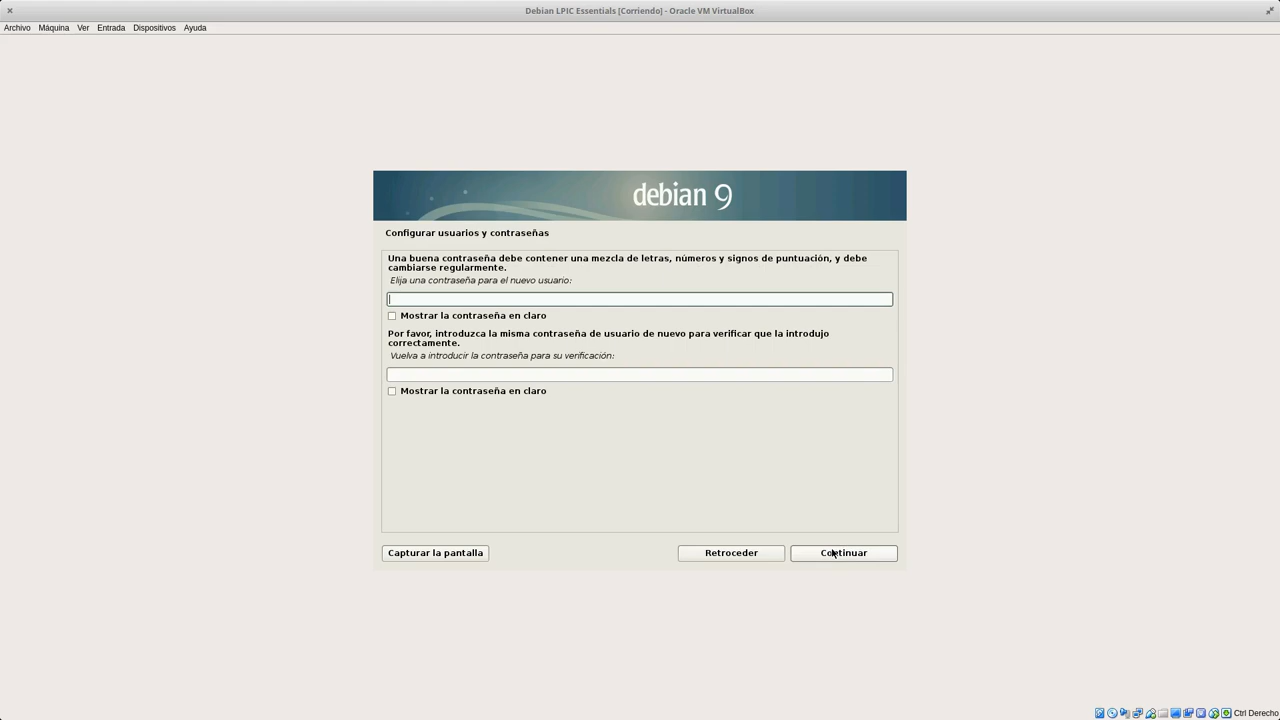 Debian LPIC Essentials [Corriendo] - Oracle VM VirtualBox
Archivo Máquina Ver Entrada Dispositivos Ayuda
debian 9
Configurar usuarios y contraseñas
Una buena contraseña debe contener una mezcla de letras, números y signos de puntuación, y debe
cambiarse regularmente.
Elija una contraseña para el nuevo usuario:
Mostrar la contraseña en claro
Por favor, introduzca la misma contraseña de usuario de nuevo para verificar que la introdujo
correctamente.
Vuelva a introducir la contraseña para su verificación:
Mostrar la contraseña en claro
Capturar la pantalla Retroceder Continuar
Ctrl Derecho